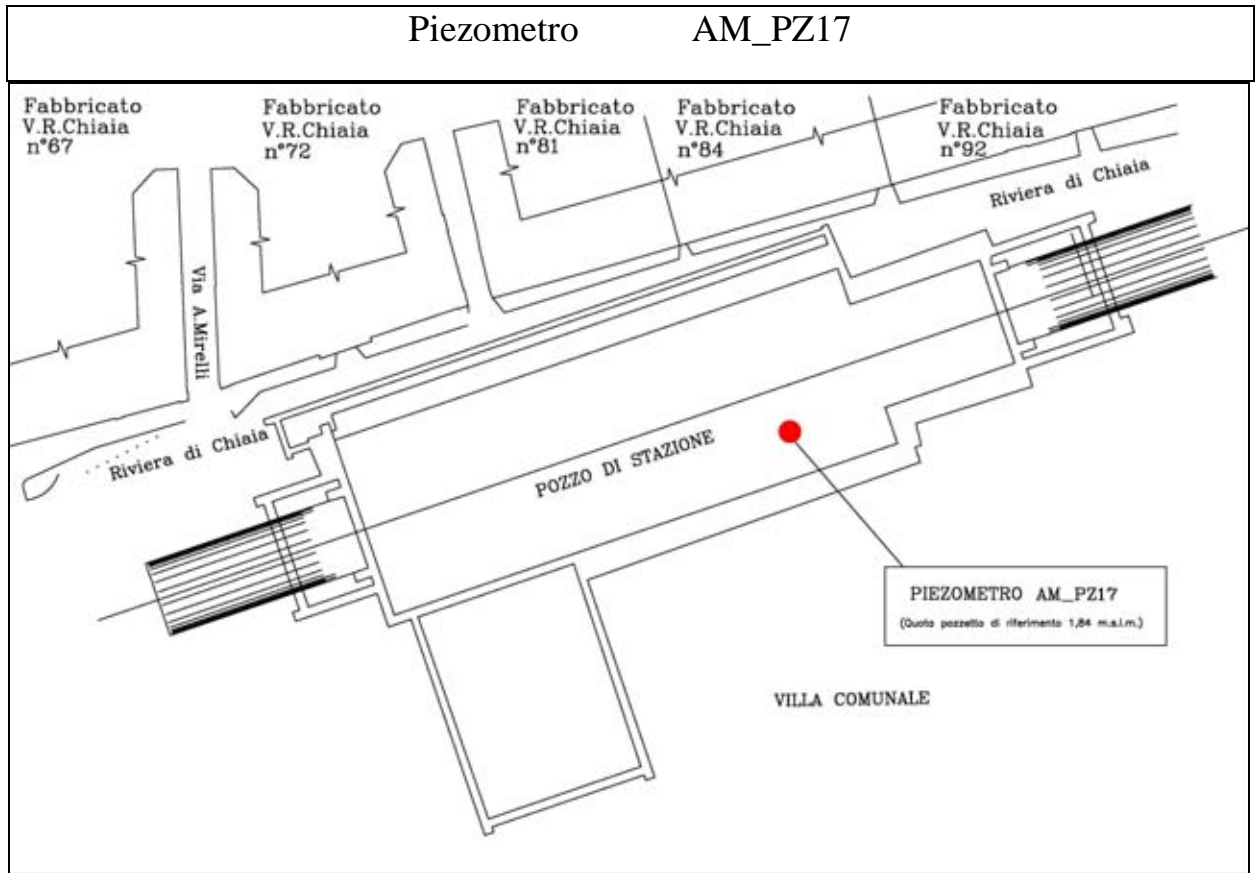 Piezometro AM_PZ17
Fabbricato
V.R.Chiaia
n°67
Fabbricato
V.R.Chiaia
n°72
Fabbricato
V.R.Chiaia
n°81
Fabbricato
V.R.Chiaia
n°84
Fabbricato
V.R.Chiaia
n°92
Riviera di Chiaia
Via A.Mirelli
Riviera di Chiaia
POZZO DI STAZIONE
PIEZOMETRO AM_PZ17
(Quota pozzetto di riferimento 1,84 m.s.l.m.)
VILLA COMUNALE